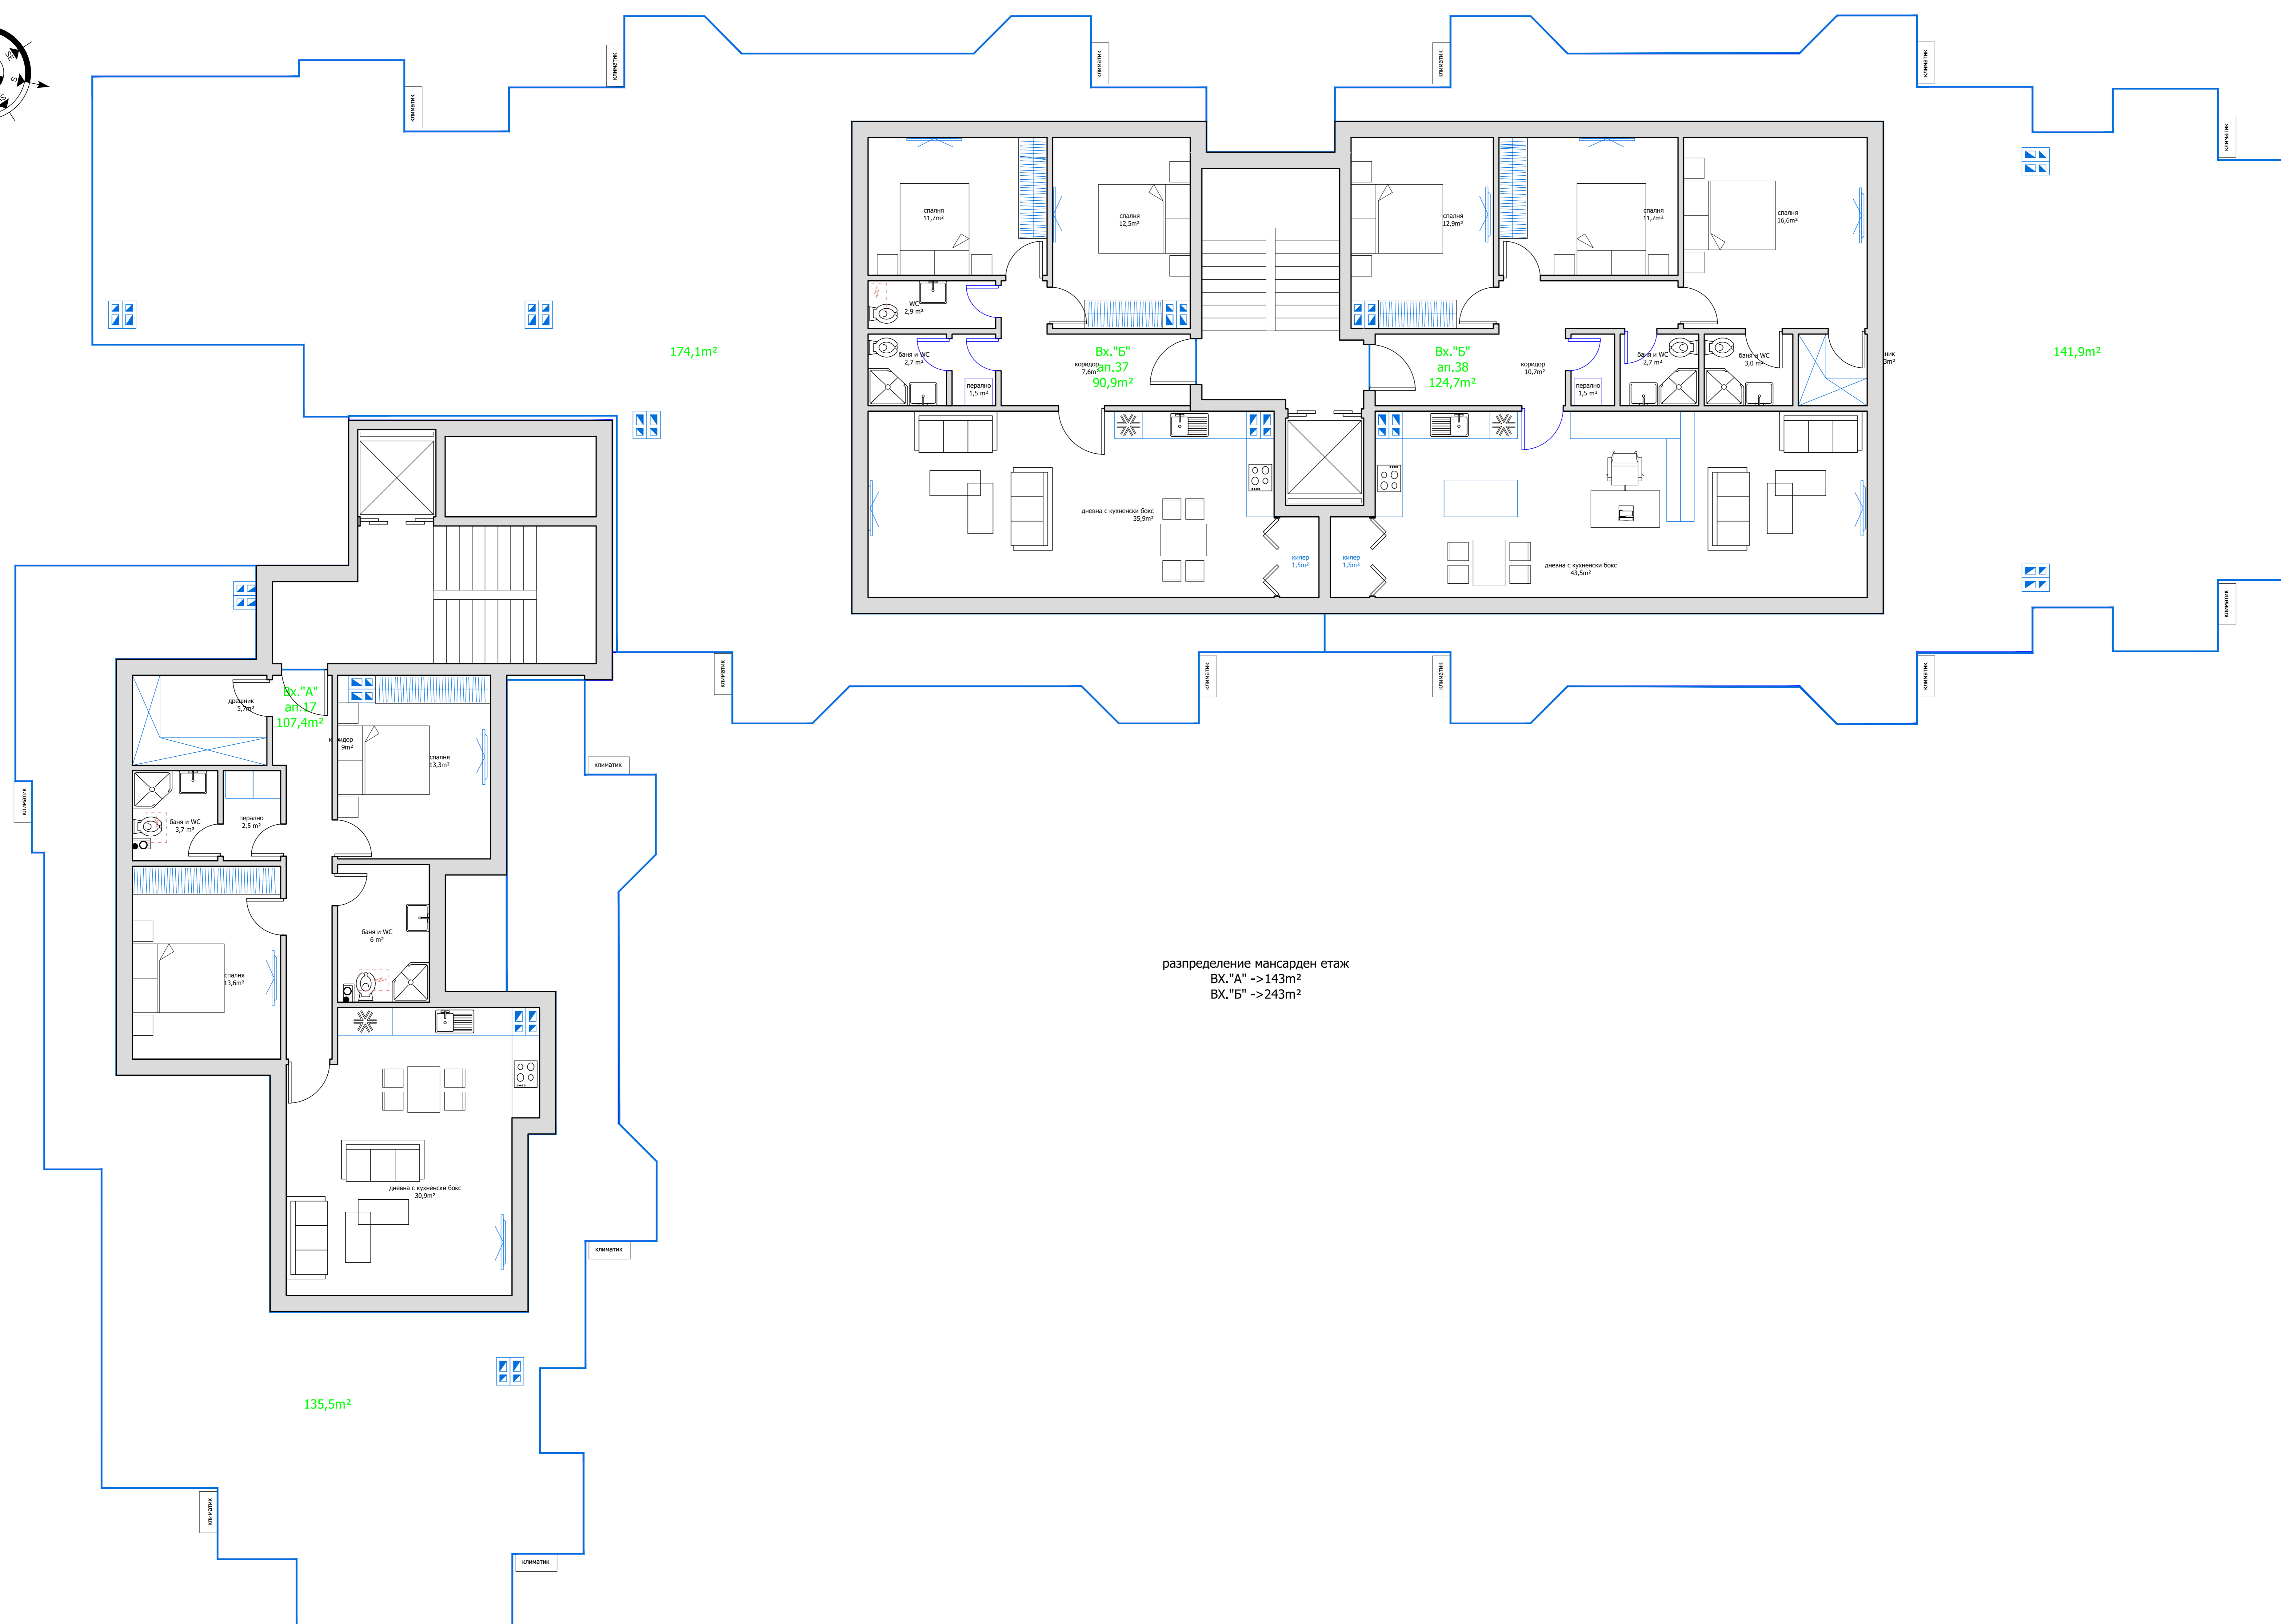 климатик
климатик
климатик
климатик
климатик
климатик
климатик
спалня
11,7m²
спалня
12,5m²
спалня
12,9m²
спалня
11,7m²
спалня
16,6m²
WC
2,9 m²
174,1m²
баня и WC
2,7 m²
перално
1,5 m²
коридор
7,6m²
Вх."Б"
ап.37
90,9m²
Вх."Б"
ап.38
124,7m²
коридор
10,7m²
перално
1,5 m²
баня и WC
2,7 m²
баня и WC
3,0 m²
ник
3m²
141,9m²
дневна с кухненски бокс
35,9m²
килер
1,5m²
килер
1,5m²
дневна с кухненски бокс
43,5m²
климатик
климатик
климатик
климатик
климатик
дрешник
5,7m²
Вх."А"
ап.17
107,4m²
коридор
9m²
спалня
13,3m²
климатик
климатик
баня и WC
3,7 m²
перално
2,5 m²
баня и WC
6 m²
спалня
13,6m²
разпределение мансарден етаж
ВХ."А" ->143m²
ВХ."Б" ->243m²
дневна с кухненски бокс
30,9m²
климатик
135,5m²
климатик
климатик